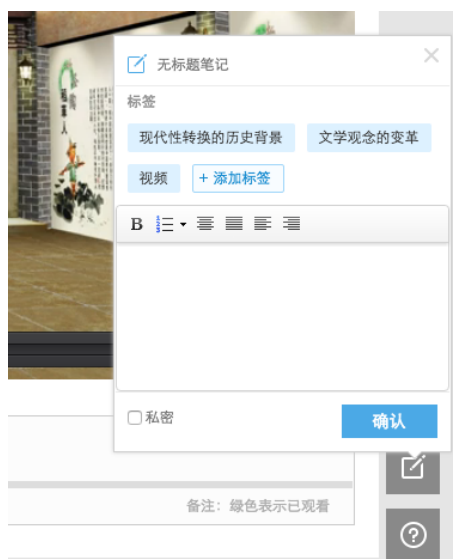 无标题笔记
标签
现代性转换的历史背景 文学观念的变革
视频 + 添加标签
B
私密 确认
备注：绿色表示已观看